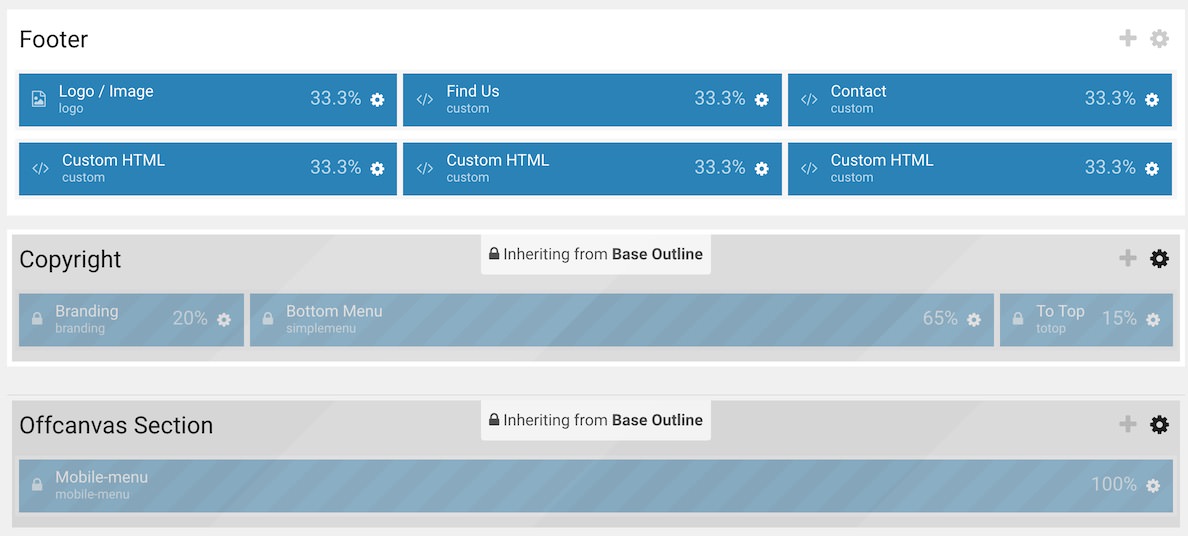 Footer
Logo / Image
logo
33.3%
Find Us
custom
33.3%
Contact
custom
33.3%
Custom HTML
custom
33.3%
Custom HTML
custom
33.3%
Custom HTML
custom
33.3%
Copyright
Inheriting from Base Outline
Branding
branding
20%
Bottom Menu
simplemenu
65%
To Top
totop
15%
Offcanvas Section
Inheriting from Base Outline
Mobile-menu
mobile-menu
100%